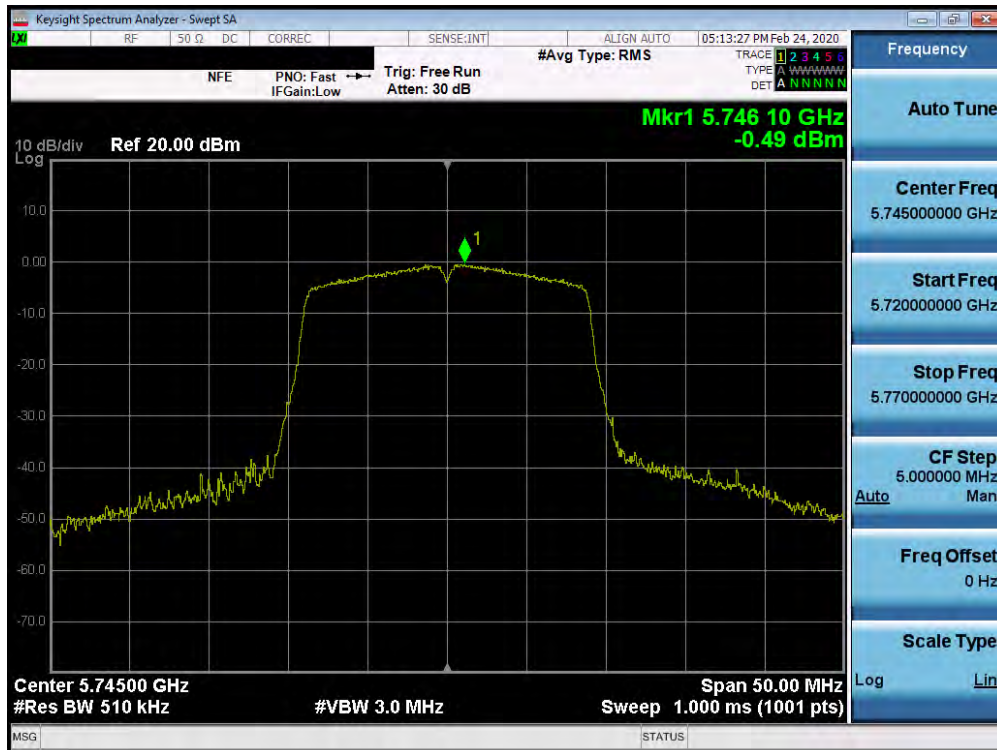 Keysight Spectrum Analyzer - Swept SA
LXI RF 50 Ω DC CORREC SENSE:INT ALIGN AUTO 05:13:27 PM Feb 24, 2020
#Avg Type: RMS TRACE 1 2 3 4 5 6
NFE PNO: Fast Trig: Free Run TYPE A WWWWW
IFGain:Low Atten: 30 dB DET A N N N N N
Mkr1 5.746 10 GHz
-0.49 dBm
10 dB/div Ref 20.00 dBm
Log
10.0
1
0.00
-10.0
-20.0
-30.0
-40.0
-50.0
-60.0
-70.0
Center 5.74500 GHz Span 50.00 MHz
#Res BW 510 kHz #VBW 3.0 MHz Sweep 1.000 ms (1001 pts)
MSG STATUS
Frequency
Auto Tune
Center Freq
5.745000000 GHz
Start Freq
5.720000000 GHz
Stop Freq
5.770000000 GHz
CF Step
5.000000 MHz
Auto Man
Freq Offset
0 Hz
Scale Type
Log Lin